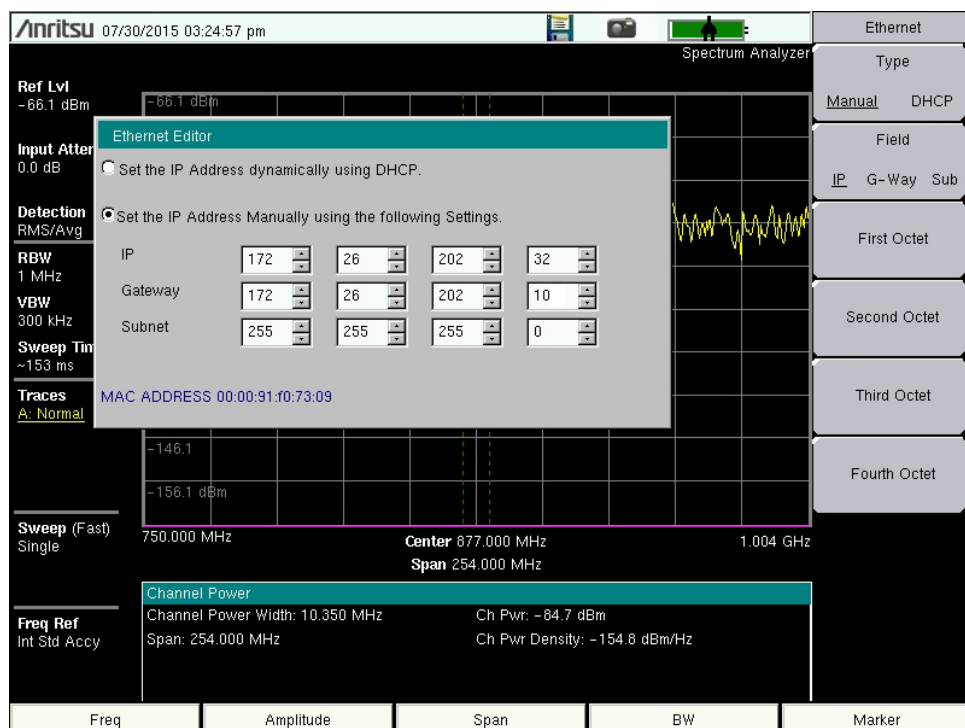 Anritsu 07/30/2015 03:24:57 pm
Spectrum Analyzer
Ref Lvl
-66.1 dBm
Input Atter
0.0 dB
Detection
RMS/Avg
RBW
1 MHz
VBW
300 kHz
Sweep Tim
~153 ms
Traces
A: Normal
Sweep (Fast)
Single
Freq Ref
Int Std Accy
-66.1 dBm
Ethernet Editor
Set the IP Address dynamically using DHCP.
Set the IP Address Manually using the following Settings.
IP 172 26 202 32
Gateway 172 26 202 10
Subnet 255 255 255 0
MAC ADDRESS 00:00:91:f0:73:09
-146.1
-156.1 dBm
750.000 MHz Center 877.000 MHz 1.004 GHz
Span 254.000 MHz
Channel Power
Channel Power Width: 10.350 MHz Ch Pwr: -84.7 dBm
Span: 254.000 MHz Ch Pwr Density: -154.8 dBm/Hz
Ethernet
Type
Manual DHCP
Field
IP G-Way Sub
First Octet
Second Octet
Third Octet
Fourth Octet
Freq Amplitude Span BW Marker